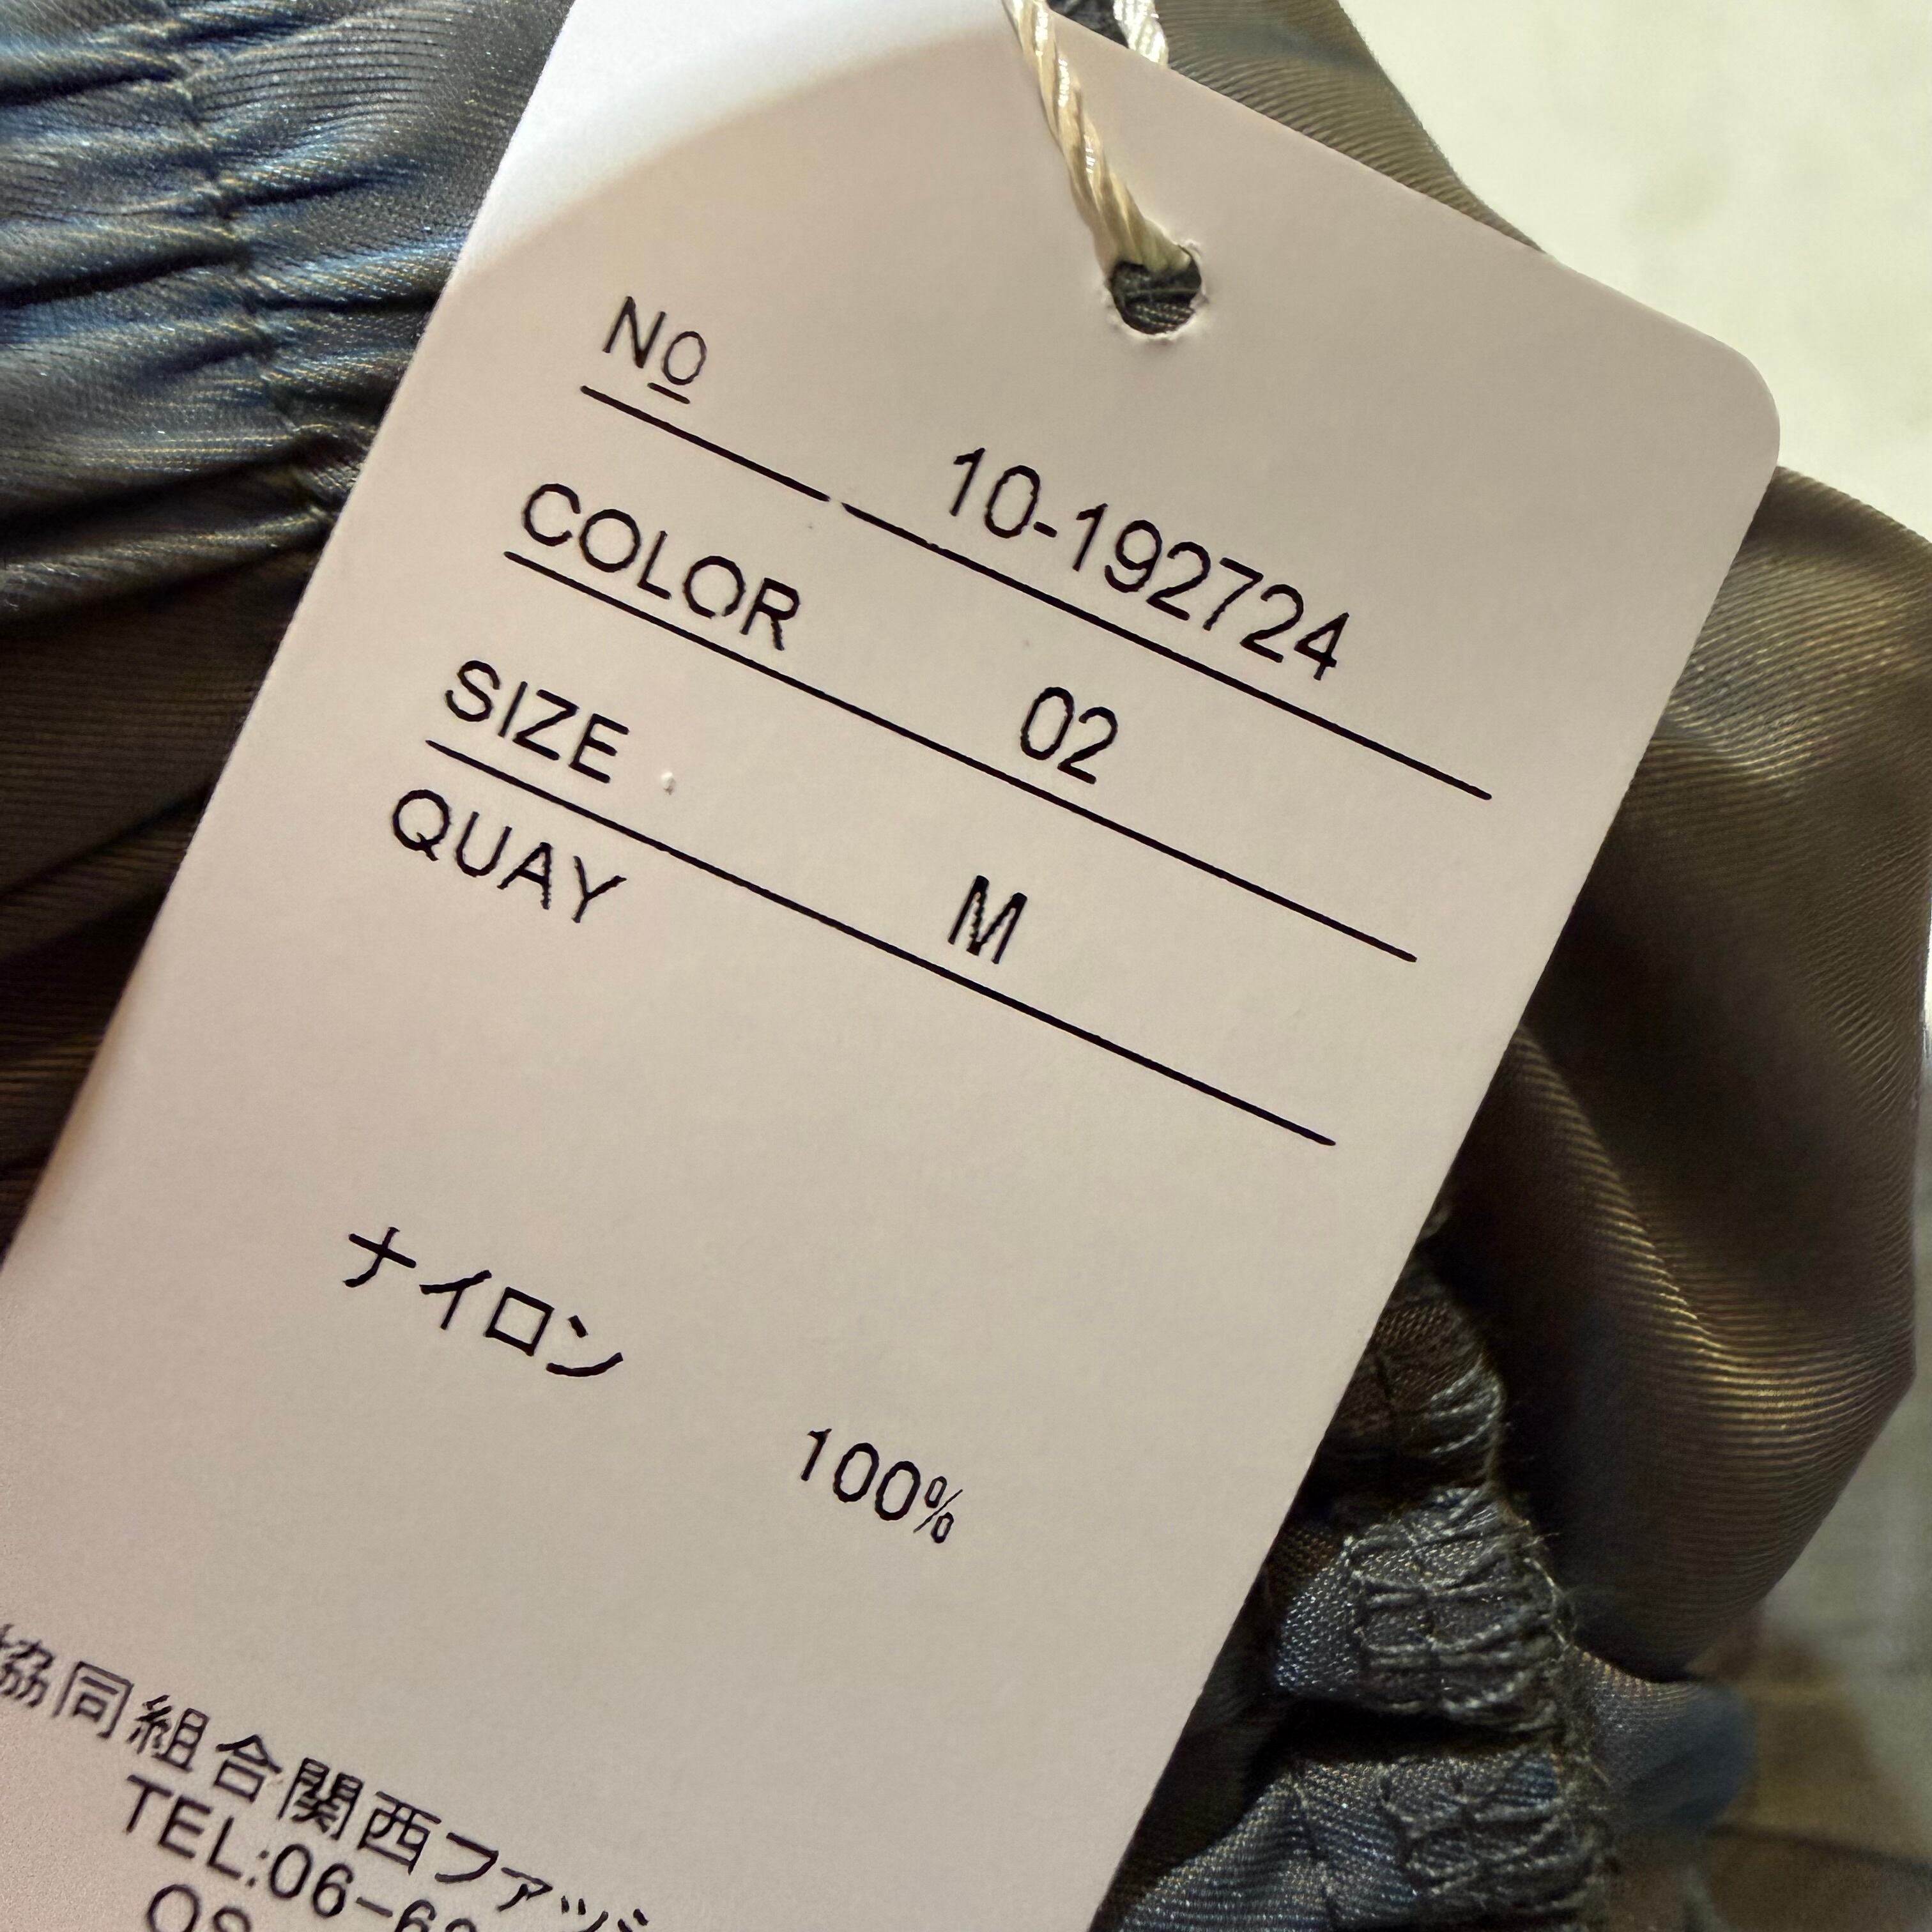 No 10-192724
COLOR 02
SIZE M
QUAY
ナイロン
100%
協同組合関西ファッシ
TEL:06-6